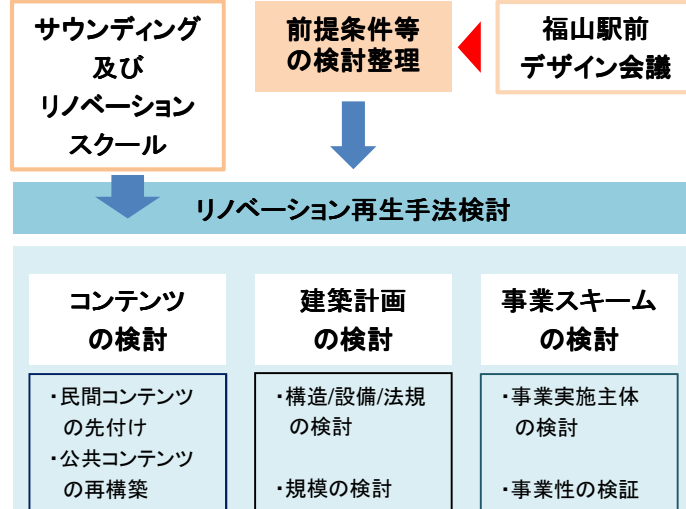 サウンディング
及び
リノベーション
スクール
前提条件等
の検討整理
福山駅前
デザイン会議
リノベーション再生手法検討
コンテンツ
の検討
・民間コンテンツ
の先付け
・公共コンテンツ
の再構築
建築計画
の検討
・構造/設備/法規
の検討
・規模の検討
事業スキーム
の検討
・事業実施主体
の検討
・事業性の検証